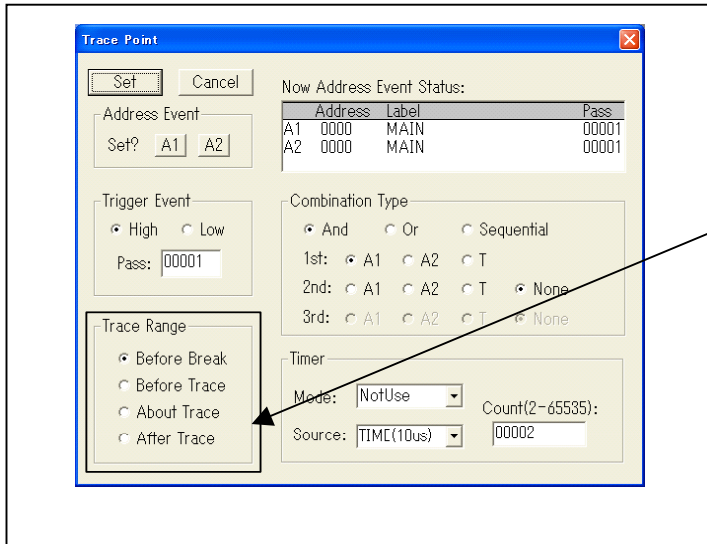 Trace Point
Set Cancel
Address Event
Set? A1 A2
Now Address Event Status:
Address Label Pass
A1 0000 MAIN 00001
A2 0000 MAIN 00001
Trigger Event
High Low
Pass: 00001
Combination Type
And Or Sequential
1st: A1 A2 T
2nd: A1 A2 T None
3rd: A1 A2 T None
Trace Range
Before Break
Before Trace
About Trace
After Trace
Timer
Mode: NotUse
Count(2-65535):
Source: TIME(10us) 00002